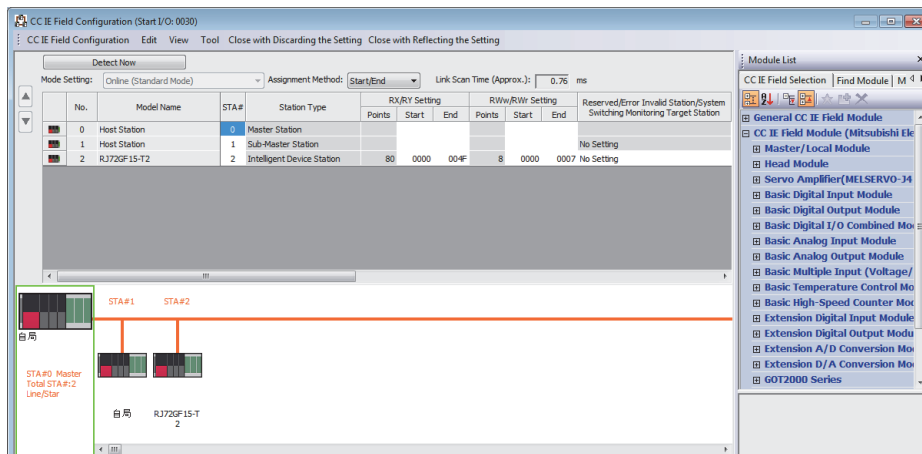 CC IE Field Configuration (Start I/O: 0030)
CC IE Field Configuration Edit View Tool Close with Discarding the Setting Close with Reflecting the Setting
Detect Now
Mode Setting: Online (Standard Mode) Assignment Method: Start/End Link Scan Time (Approx.): 0.76 ms
No. Model Name STA# Station Type RX/RY Setting RWw/RWr Setting Reserved/Error Invalid Station/System
Points Start End Points Start End Switching Monitoring Target Station
0 Host Station 0 Master Station
1 Host Station 1 Sub-Master Station No Setting
2 RJ72GF15-T2 2 Intelligent Device Station 80 0000 004F 8 0000 0007 No Setting
STA#1 STA#2
自局
STA#0 Master
Total STA#:2
Line/Star
自局 RJ72GF15-T
2
Module List
CC IE Field Selection Find Module M
General CC IE Field Module
CC IE Field Module (Mitsubishi Ele
Master/Local Module
Head Module
Servo Amplifier(MELSERVO-J4
Basic Digital Input Module
Basic Digital Output Module
Basic Digital I/O Combined Mo
Basic Analog Input Module
Basic Analog Output Module
Basic Multiple Input (Voltage/
Basic Temperature Control Mo
Basic High-Speed Counter Moc
Extension Digital Input Module
Extension Digital Output Modu
Extension A/D Conversion Mo
Extension D/A Conversion Mo
GOT2000 Series